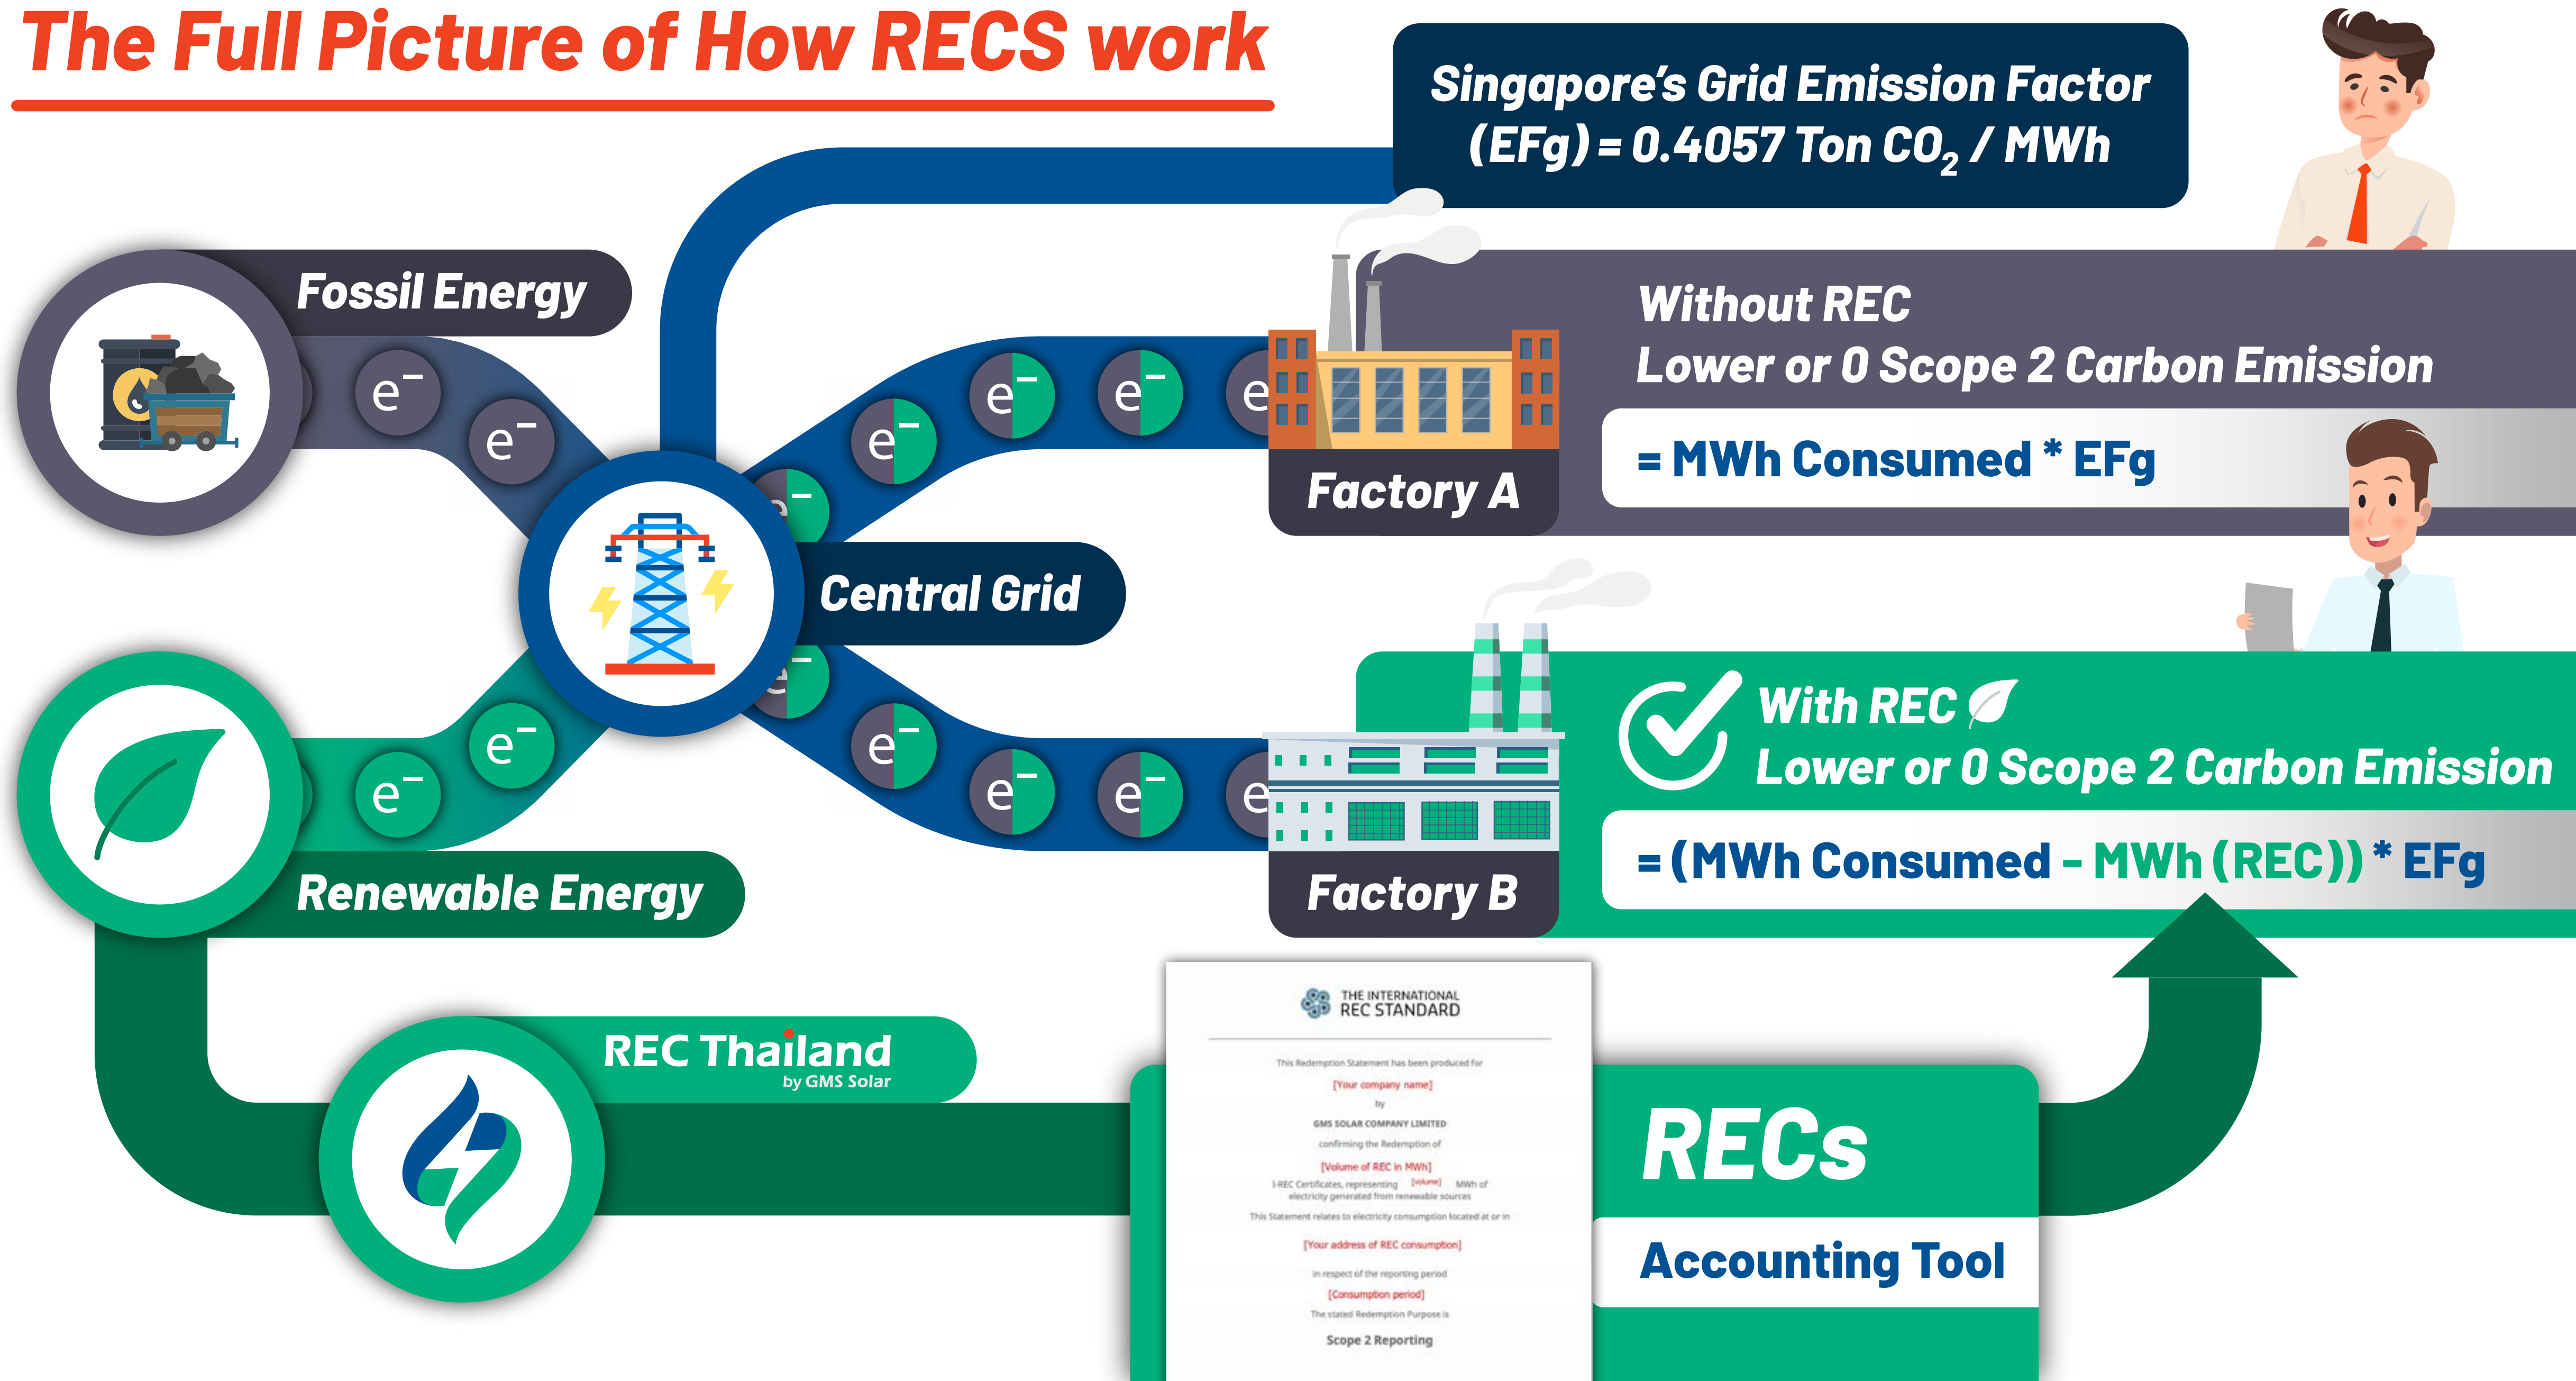 The Full Picture of How RECS work
Singapore's Grid Emission Factor
(EFg) = 0.4057 Ton CO₂ / MWh
Fossil Energy
e⁻
e⁻
e⁻
e⁻
e⁻
e⁻
e
Without REC
Lower or 0 Scope 2 Carbon Emission
= MWh Consumed * EFg
Factory A
Central Grid
e⁻
e⁻
e⁻
e⁻
e⁻
e⁻
e
With REC
Lower or 0 Scope 2 Carbon Emission
= (MWh Consumed - MWh (REC)) * EFg
Renewable Energy
Factory B
REC Thailand
by GMS Solar
THE INTERNATIONAL
REC STANDARD
This Redemption Statement has been produced for
[Your company name]
by
GMS SOLAR COMPANY LIMITED
confirming the Redemption of
[Volume of REC in MWh]
I-REC Certificates, representing [volume] MWh of
electricity generated from renewable sources
This Statement relates to electricity consumption located at or in
[Your address of REC consumption]
in respect of the reporting period
[Consumption period]
The stated Redemption Purpose is
Scope 2 Reporting
RECs
Accounting Tool